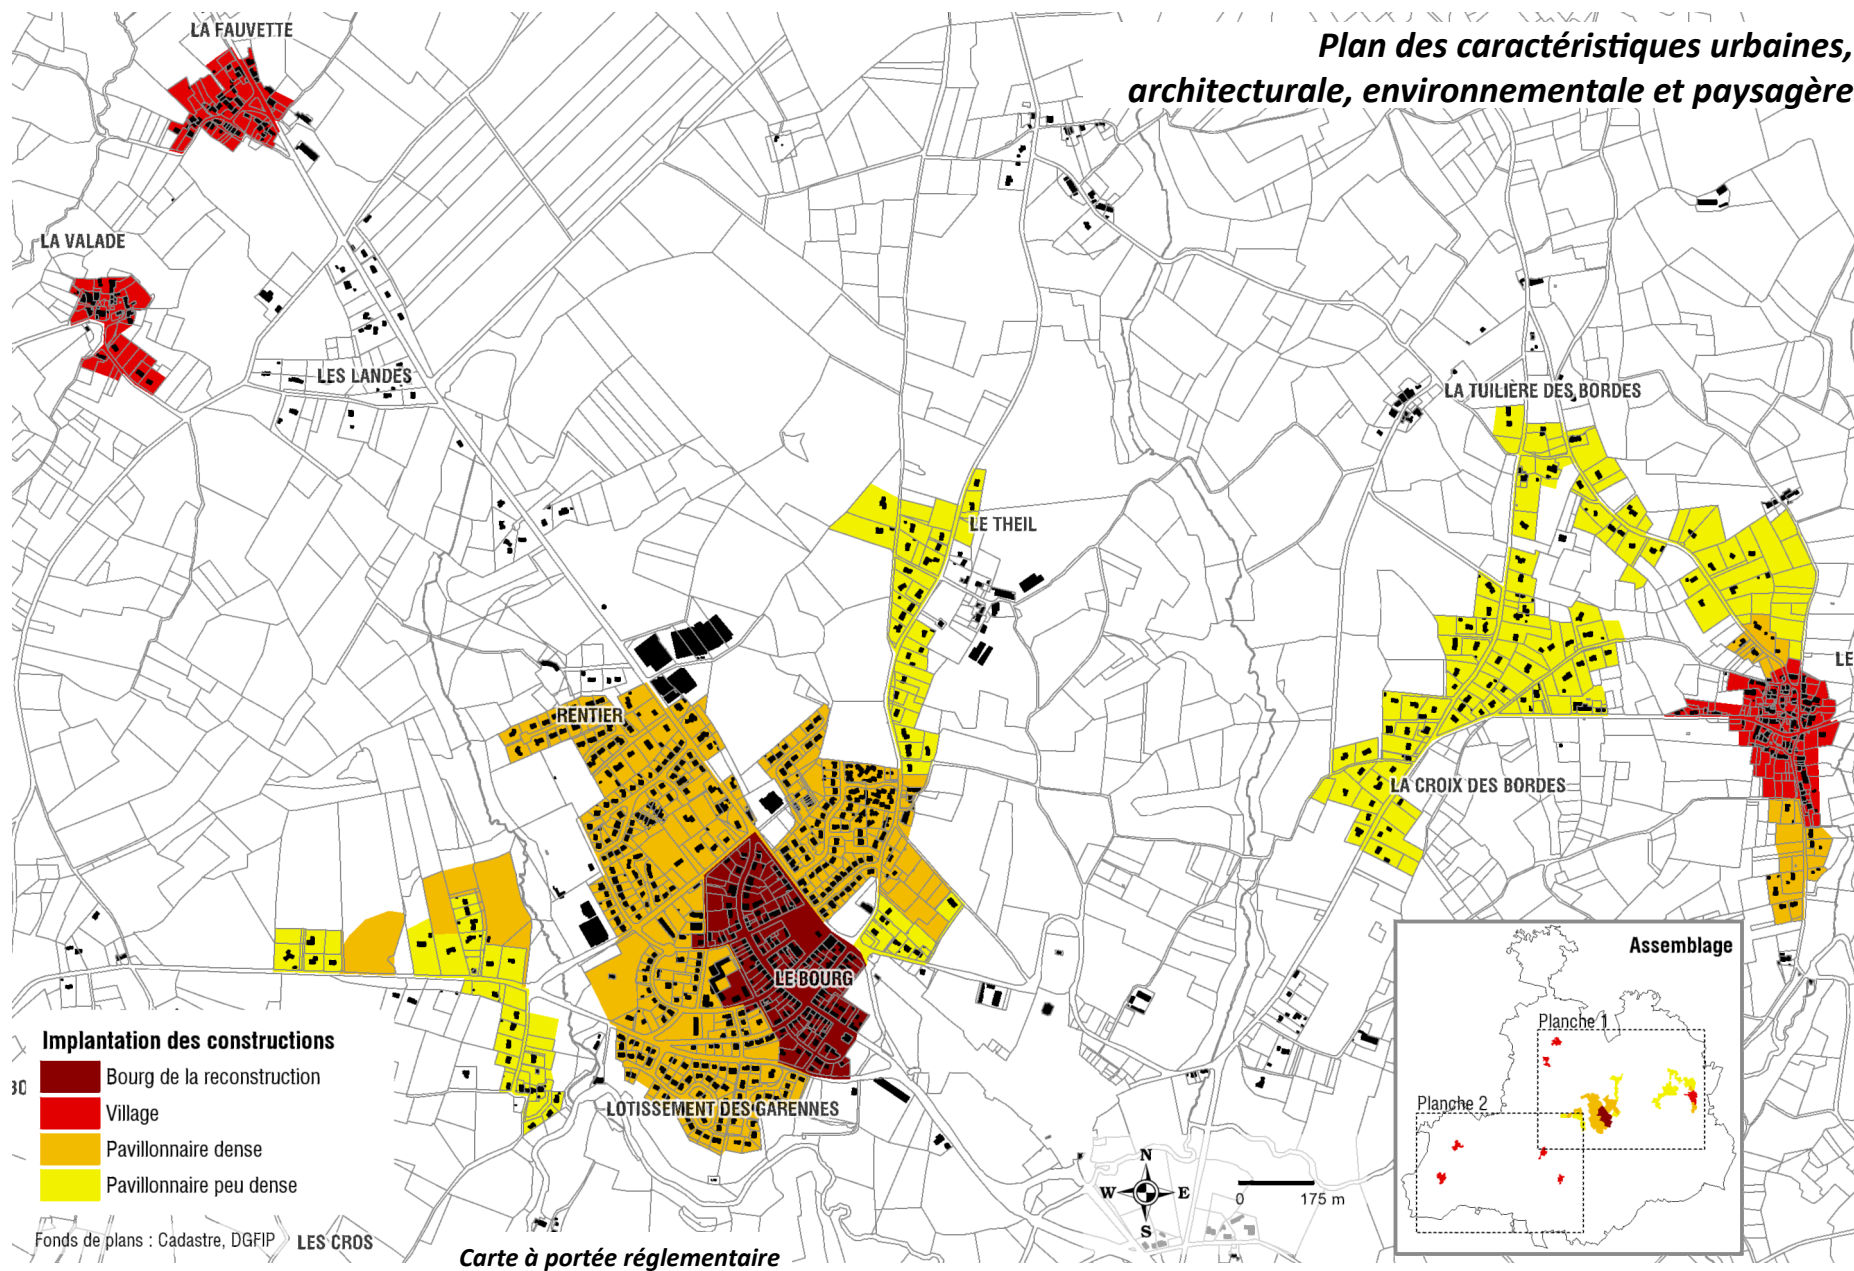 Plan des caractéristiques urbaines,
architecturale, environnementale et paysagère
LA FAUVETTE
LA VALADE
LES LANDES
LA TUILIÈRE DES BORDES
LE THEIL
LE
RENTIER
LA CROIX DES BORDES
LE BOURG
LOTISSEMENT DES GARENNES
Implantation des constructions
Bourg de la reconstruction
Village
Pavillonnaire dense
Pavillonnaire peu dense
Fonds de plans : Cadastre, DGFIP
LES CROS
Carte à portée réglementaire
N
W
E
S
0
175 m
Assemblage
Planche 1
Planche 2